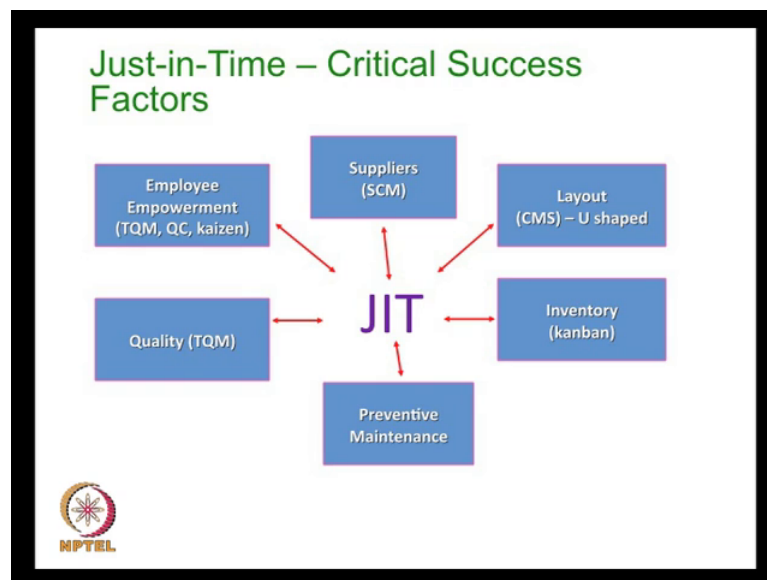 Just-in-Time – Critical Success
Factors
Suppliers
(SCM)
Employee
Empowerment
(TQM, QC, kaizen)
Layout
(CMS) – U shaped
JIT
Quality (TQM)
Inventory
(kanban)
Preventive
Maintenance
NPTEL